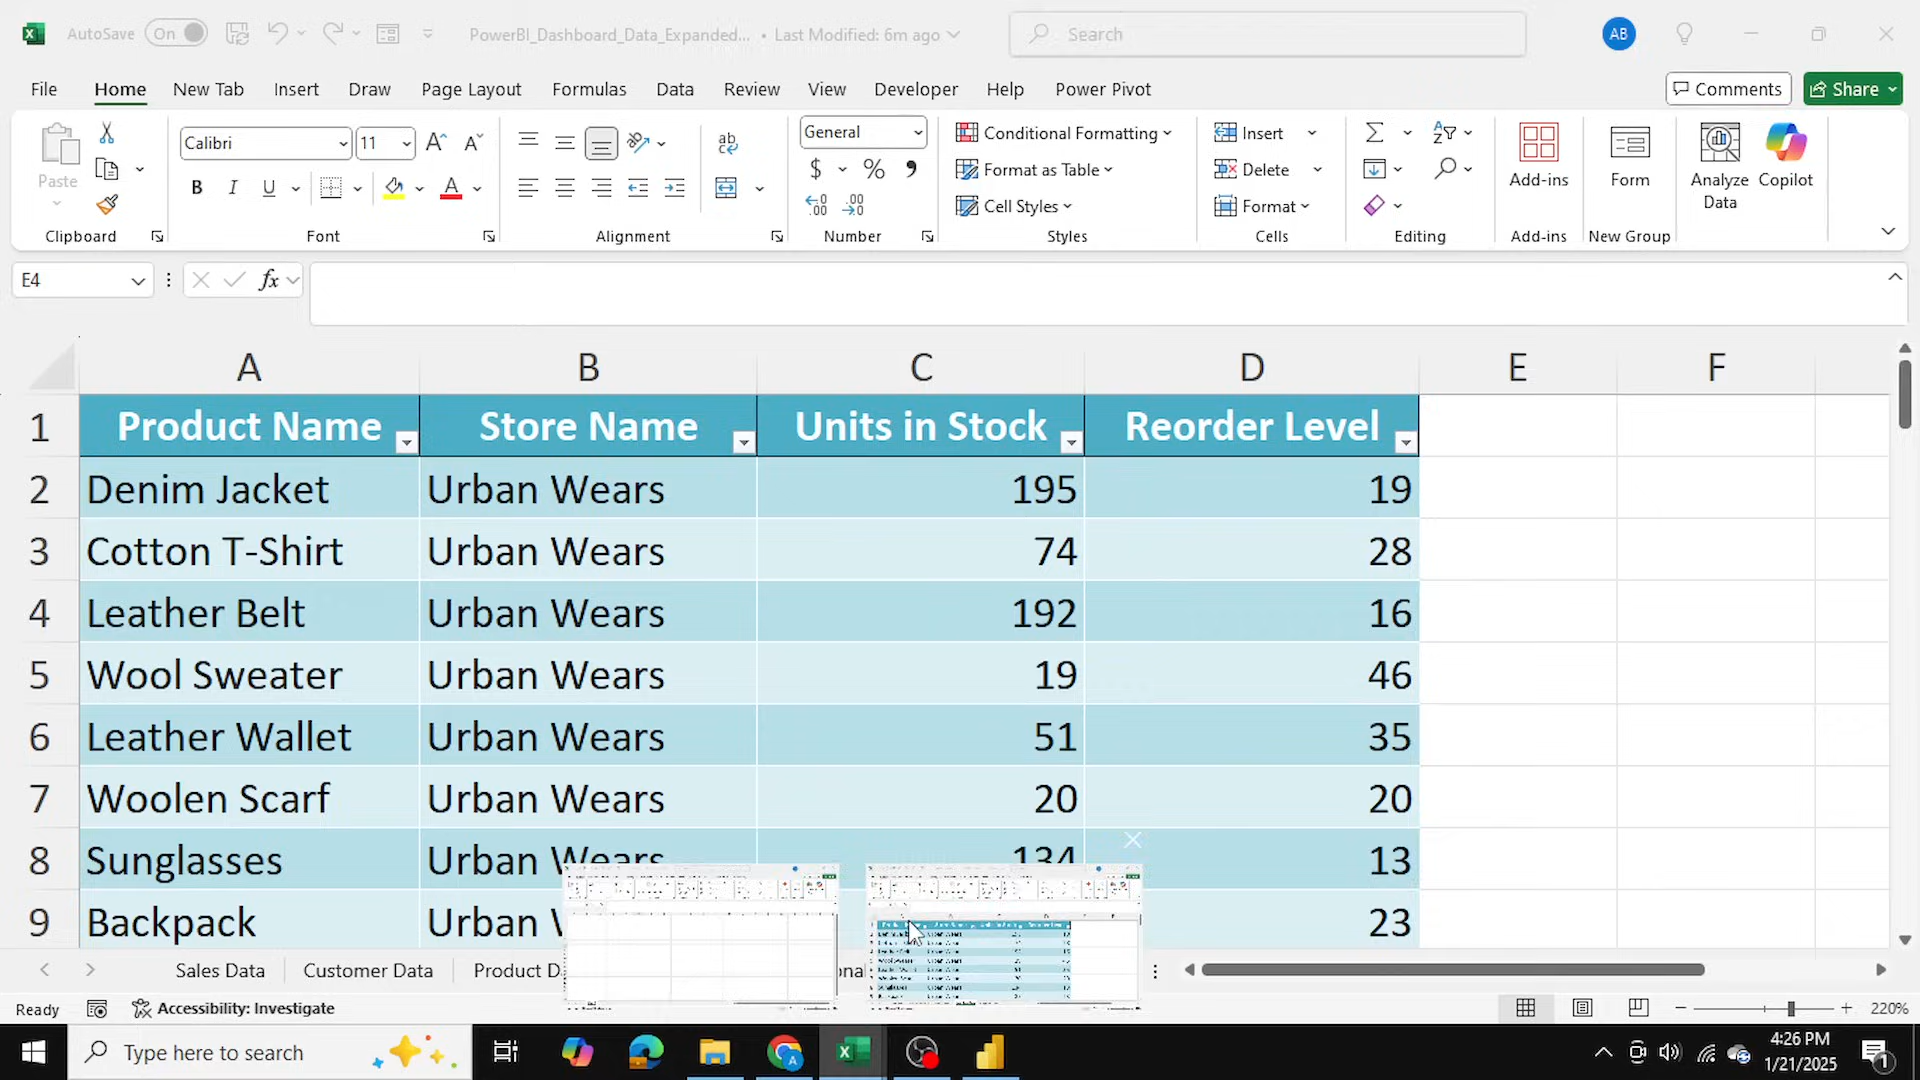 AutoSave On PowerBI_Dashboard_Data_Expanded... • Last Modified: 6m ago Search AB
File Home New Tab Insert Draw Page Layout Formulas Data Review View Developer Help Power Pivot Comments Share
Paste Calibri 11 General Conditional Formatting Insert
Format as Table Delete Add-ins Form Analyze Data Copilot
B I U $ % Cell Styles Format
Clipboard Font Alignment Number Styles Cells Editing Add-ins New Group
E4 fx
A B C D E F
1 Product Name Store Name Units in Stock Reorder Level
2 Denim Jacket Urban Wears 195 19
3 Cotton T-Shirt Urban Wears 74 28
4 Leather Belt Urban Wears 192 16
5 Wool Sweater Urban Wears 19 46
6 Leather Wallet Urban Wears 51 35
7 Woolen Scarf Urban Wears 20 20
8 Sunglasses Urban Wears 134 13
9 Backpack Urban 23
Sales Data Customer Data Product D
Ready Accessibility: Investigate 220%
Type here to search 4:26 PM
1/21/2025 1